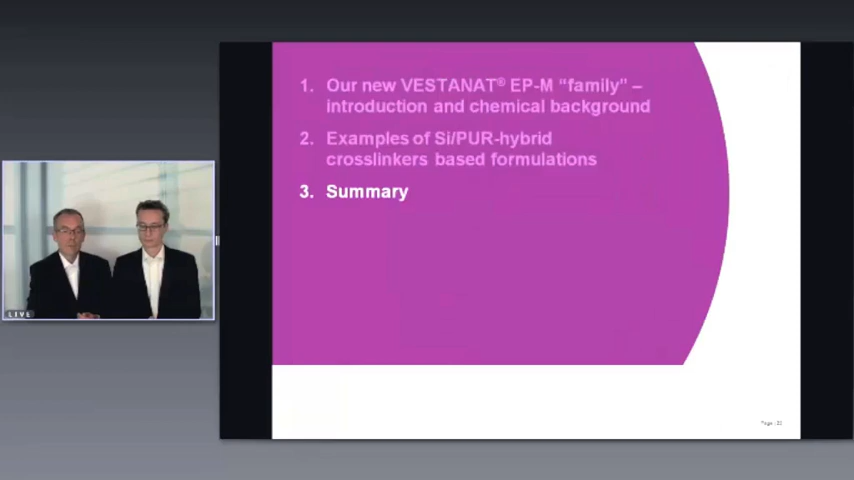 1. Our new VESTANAT® EP-M “family” –
introduction and chemical background
2. Examples of Si/PUR-hybrid
crosslinkers based formulations
3. Summary
LIVE